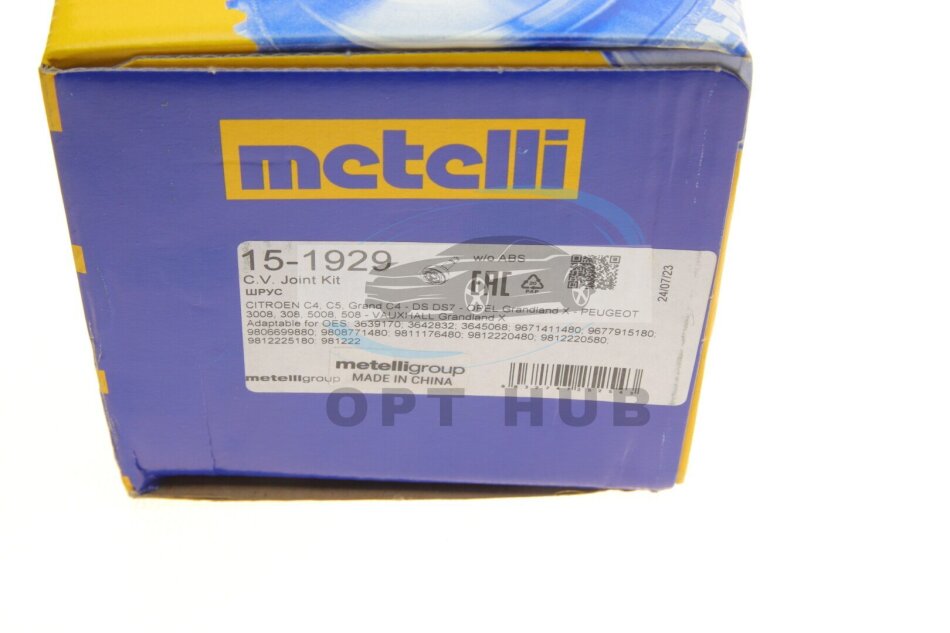 metelli
15-1929
w/o ABS
C.V. Joint Kit
ШРУС
EAC
PAP
24/07/23
CITROEN C4, C5, Grand C4 - DS DS7 - OPEL Grandland X - PEUGEOT
3008, 308, 5008, 508 - VAUXHALL Grandland X
Adaptable for OES 3639170; 3642832; 3645068; 9671411480; 9677915180;
9806699880; 9808771480; 9811176480; 9812220480; 9812220580;
9812225180; 981222
metelligroup
MADE IN CHINA
metelligroup
OPT HUB